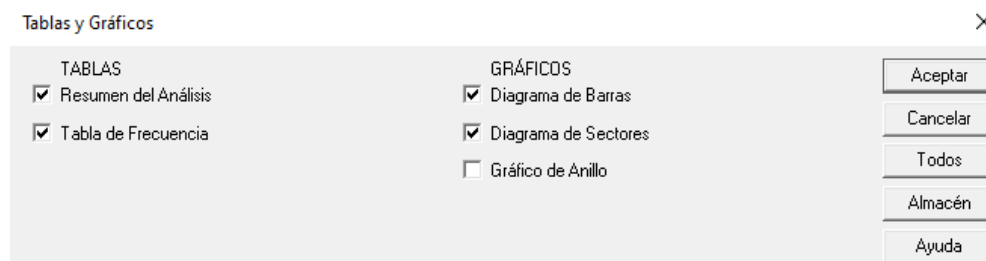 Tablas y Gráficos
TABLAS
Resumen del Análisis
Tabla de Frecuencia
GRÁFICOS
Diagrama de Barras
Diagrama de Sectores
Gráfico de Anillo
Aceptar
Cancelar
Todos
Almacén
Ayuda